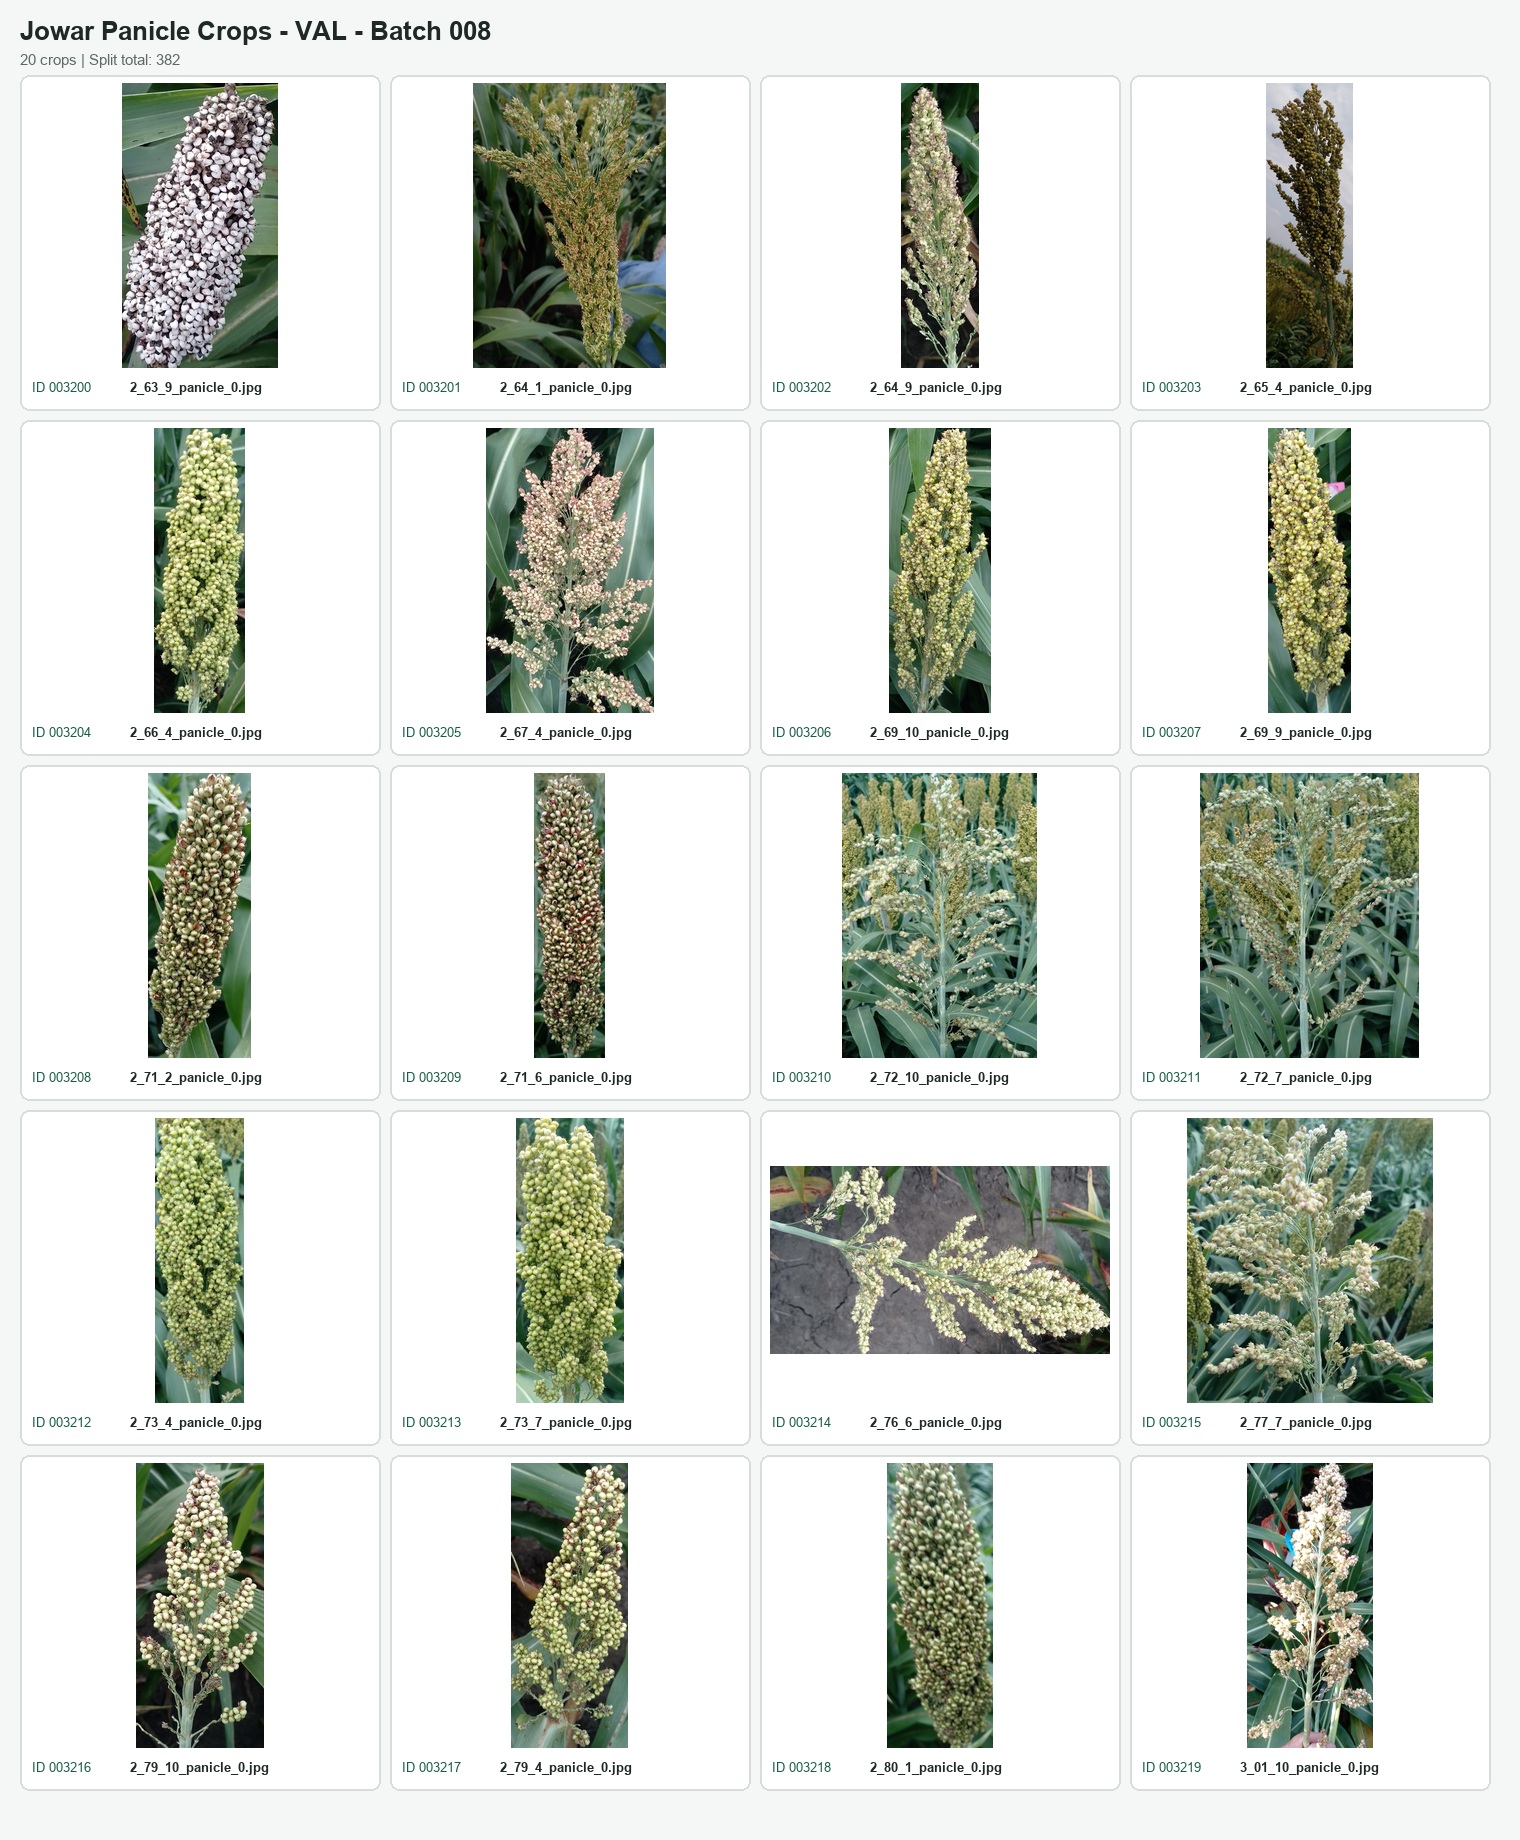 Jowar Panicle Crops - VAL - Batch 008
20 crops | Split total: 382
ID 003200 2_63_9_panicle_0.jpg
ID 003201 2_64_1_panicle_0.jpg
ID 003202 2_64_9_panicle_0.jpg
ID 003203 2_65_4_panicle_0.jpg
ID 003204 2_66_4_panicle_0.jpg
ID 003205 2_67_4_panicle_0.jpg
ID 003206 2_69_10_panicle_0.jpg
ID 003207 2_69_9_panicle_0.jpg
ID 003208 2_71_2_panicle_0.jpg
ID 003209 2_71_6_panicle_0.jpg
ID 003210 2_72_10_panicle_0.jpg
ID 003211 2_72_7_panicle_0.jpg
ID 003212 2_73_4_panicle_0.jpg
ID 003213 2_73_7_panicle_0.jpg
ID 003214 2_76_6_panicle_0.jpg
ID 003215 2_77_7_panicle_0.jpg
ID 003216 2_79_10_panicle_0.jpg
ID 003217 2_79_4_panicle_0.jpg
ID 003218 2_80_1_panicle_0.jpg
ID 003219 3_01_10_panicle_0.jpg